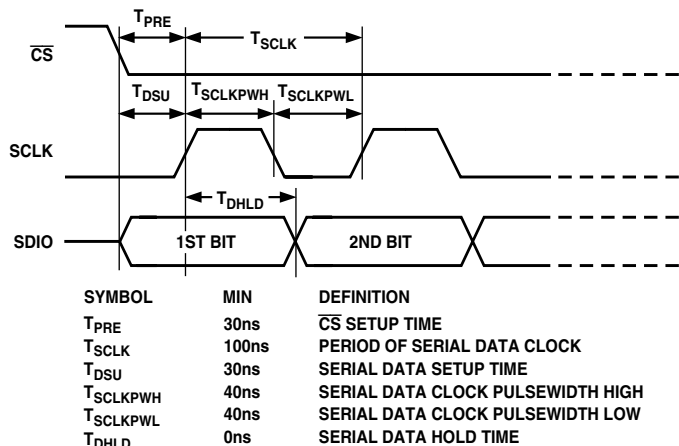 TPRE
TSCLK
CS
TDSU
TSCLKPWH
TSCLKPWL
SCLK
TDHLD
SDIO
1ST BIT
2ND BIT
SYMBOL MIN DEFINITION
TPRE 30ns CS SETUP TIME
TSCLK 100ns PERIOD OF SERIAL DATA CLOCK
TDSU 30ns SERIAL DATA SETUP TIME
TSCLKPWH 40ns SERIAL DATA CLOCK PULSEWIDTH HIGH
TSCLKPWL 40ns SERIAL DATA CLOCK PULSEWIDTH LOW
TDHLD 0ns SERIAL DATA HOLD TIME